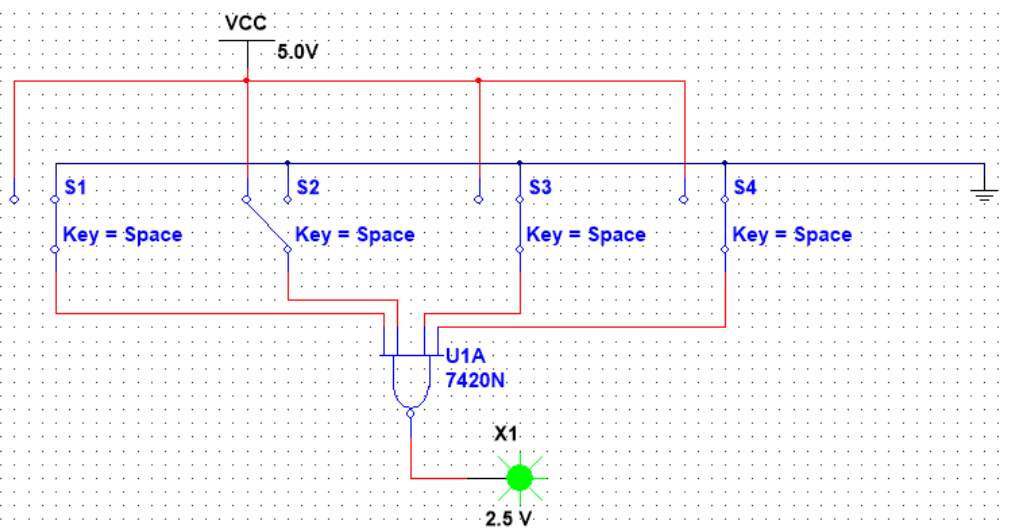 VCC
5.0V
S1
S2
S3
S4
Key = Space
Key = Space
Key = Space
Key = Space
U1A
7420N
X1
2.5 V